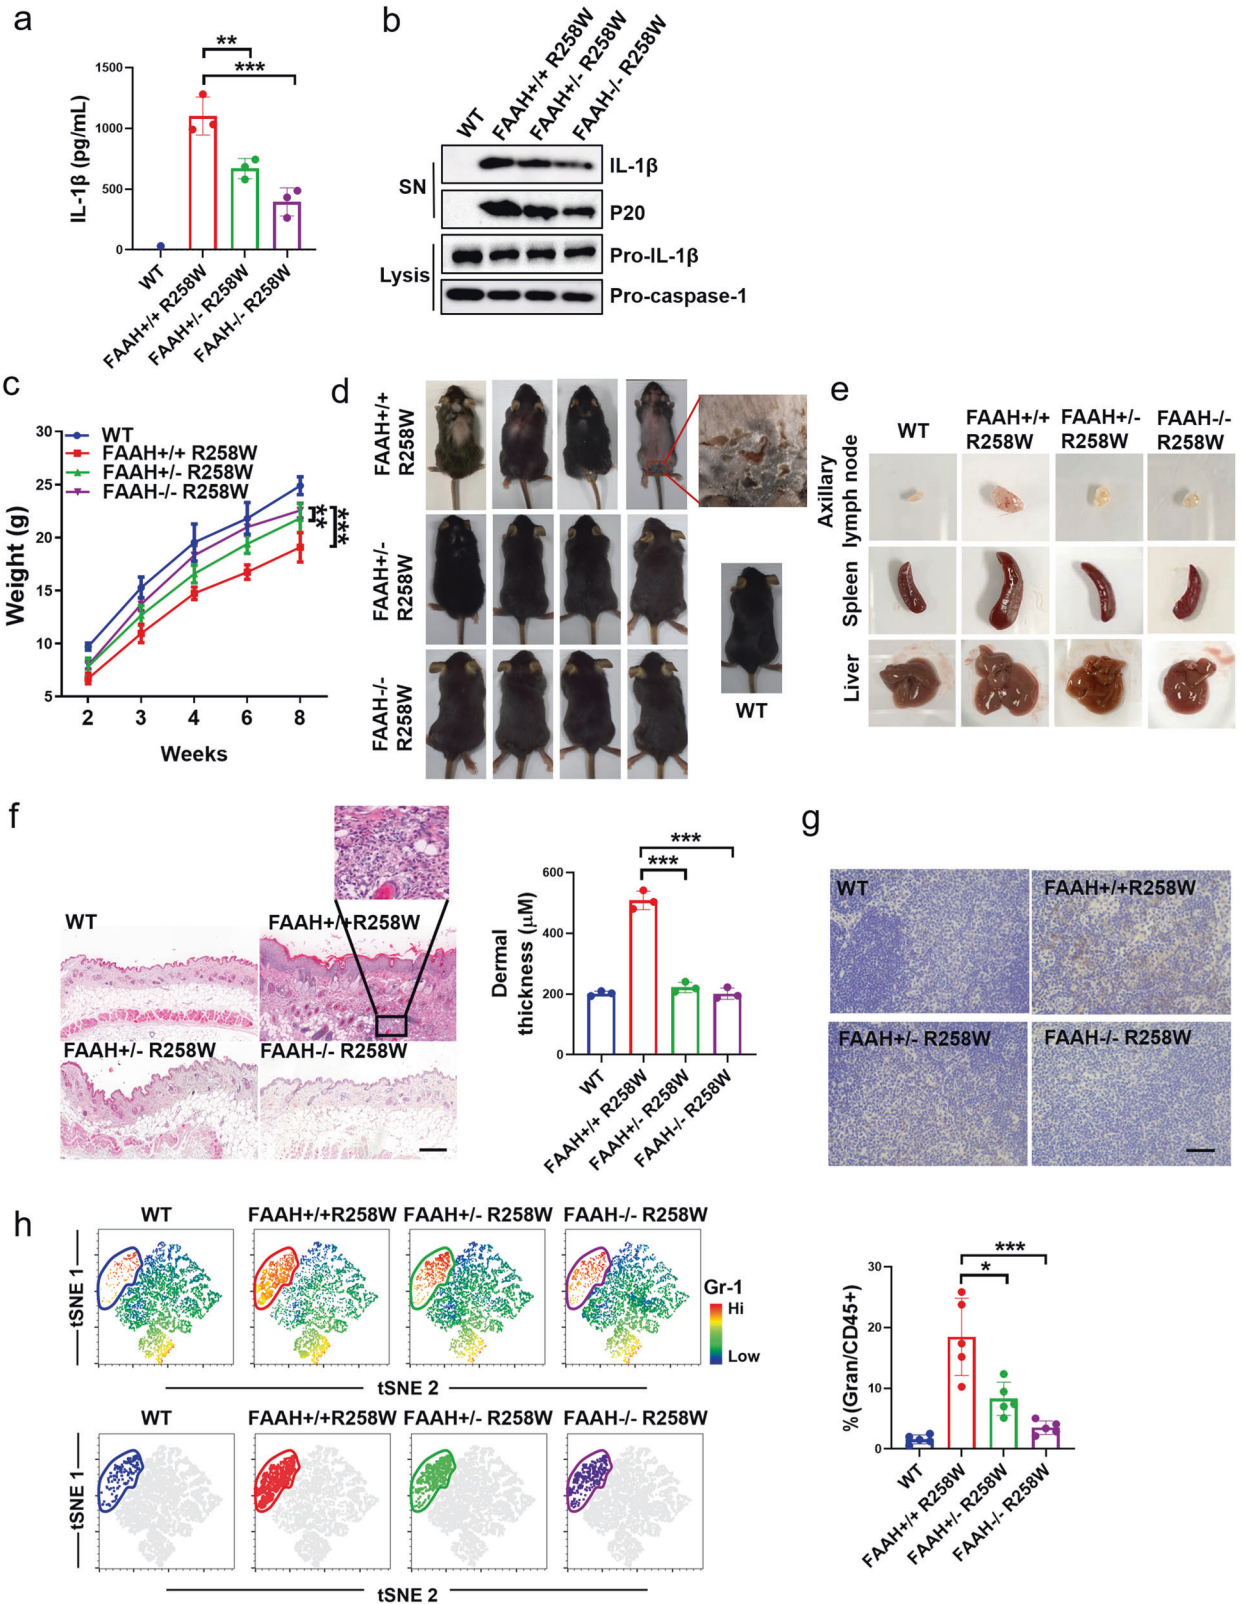 a
**
***
1500
1000
500
0
IL-1β (pg/mL)
WT
FAAH+/+ R258W
FAAH+/- R258W
FAAH-/- R258W
b
WT
FAAH+/+ R258W
FAAH+/- R258W
FAAH-/- R258W
SN
IL-1β
P20
Lysis
Pro-IL-1β
Pro-caspase-1
c
30
25
20
15
10
5
Weight (g)
WT
FAAH+/+ R258W
FAAH+/- R258W
FAAH-/- R258W
**
***
2
3
4
6
8
Weeks
d
FAAH+/+
R258W
FAAH+/-
R258W
FAAH-/-
R258W
WT
e
WT
FAAH+/+
R258W
FAAH+/-
R258W
FAAH-/-
R258W
Axillary
lymph node
Spleen
Liver
f
WT
FAAH+/+R258W
FAAH+/- R258W
FAAH-/- R258W
***
***
600
400
200
0
Dermal
thickness (μM)
WT
FAAH+/+ R258W
FAAH+/- R258W
FAAH-/- R258W
g
WT
FAAH+/+R258W
FAAH+/- R258W
FAAH-/- R258W
h
WT
FAAH+/+R258W
FAAH+/- R258W
FAAH-/- R258W
tSNE 1
Gr-1
Hi
Low
tSNE 2
WT
FAAH+/+R258W
FAAH+/- R258W
FAAH-/- R258W
tSNE 1
tSNE 2
***
*
30
20
10
0
% (Gran/CD45+)
WT
FAAH+/+ R258W
FAAH+/- R258W
FAAH-/- R258W